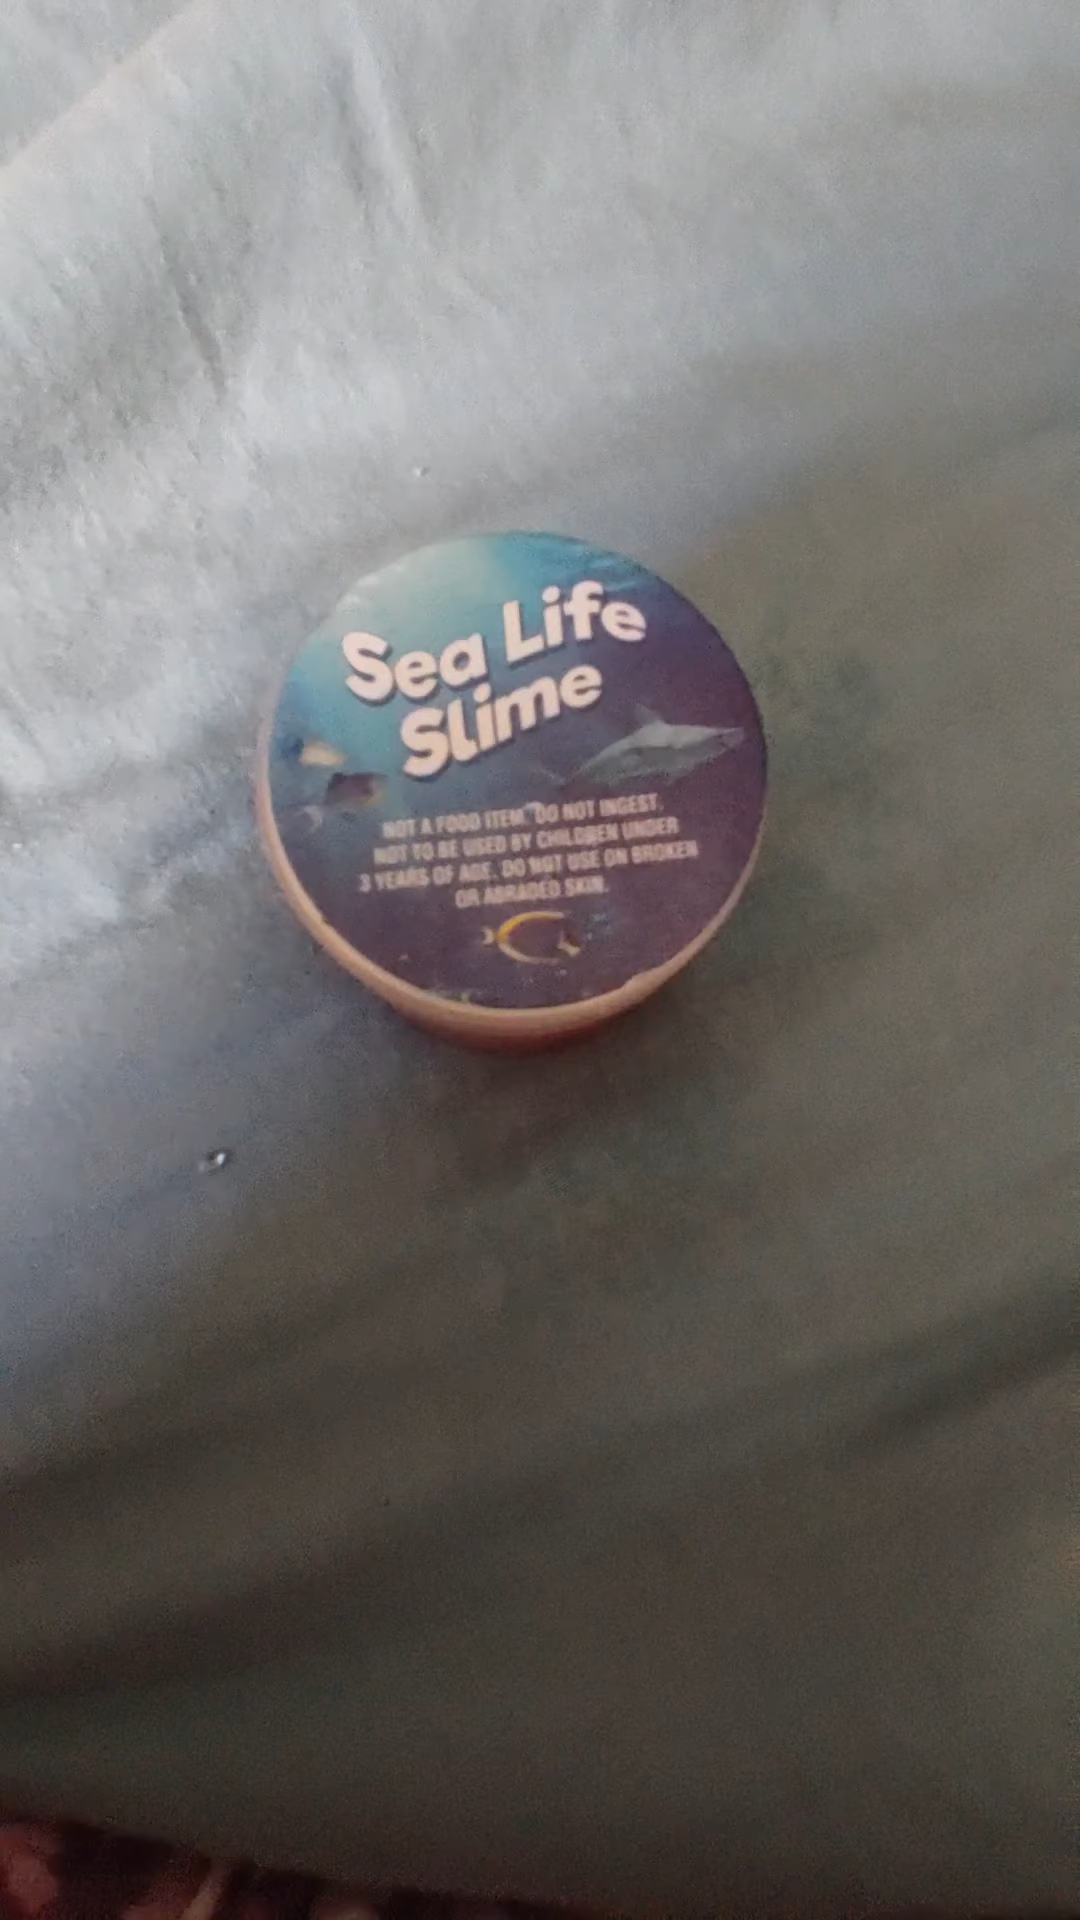 Sea Life
Slime
NOT A FOOD ITEM. DO NOT INGEST.
NOT TO BE USED BY CHILDREN UNDER
3 YEARS OF AGE. DO NOT USE ON BROKEN
OR ABRADED SKIN.